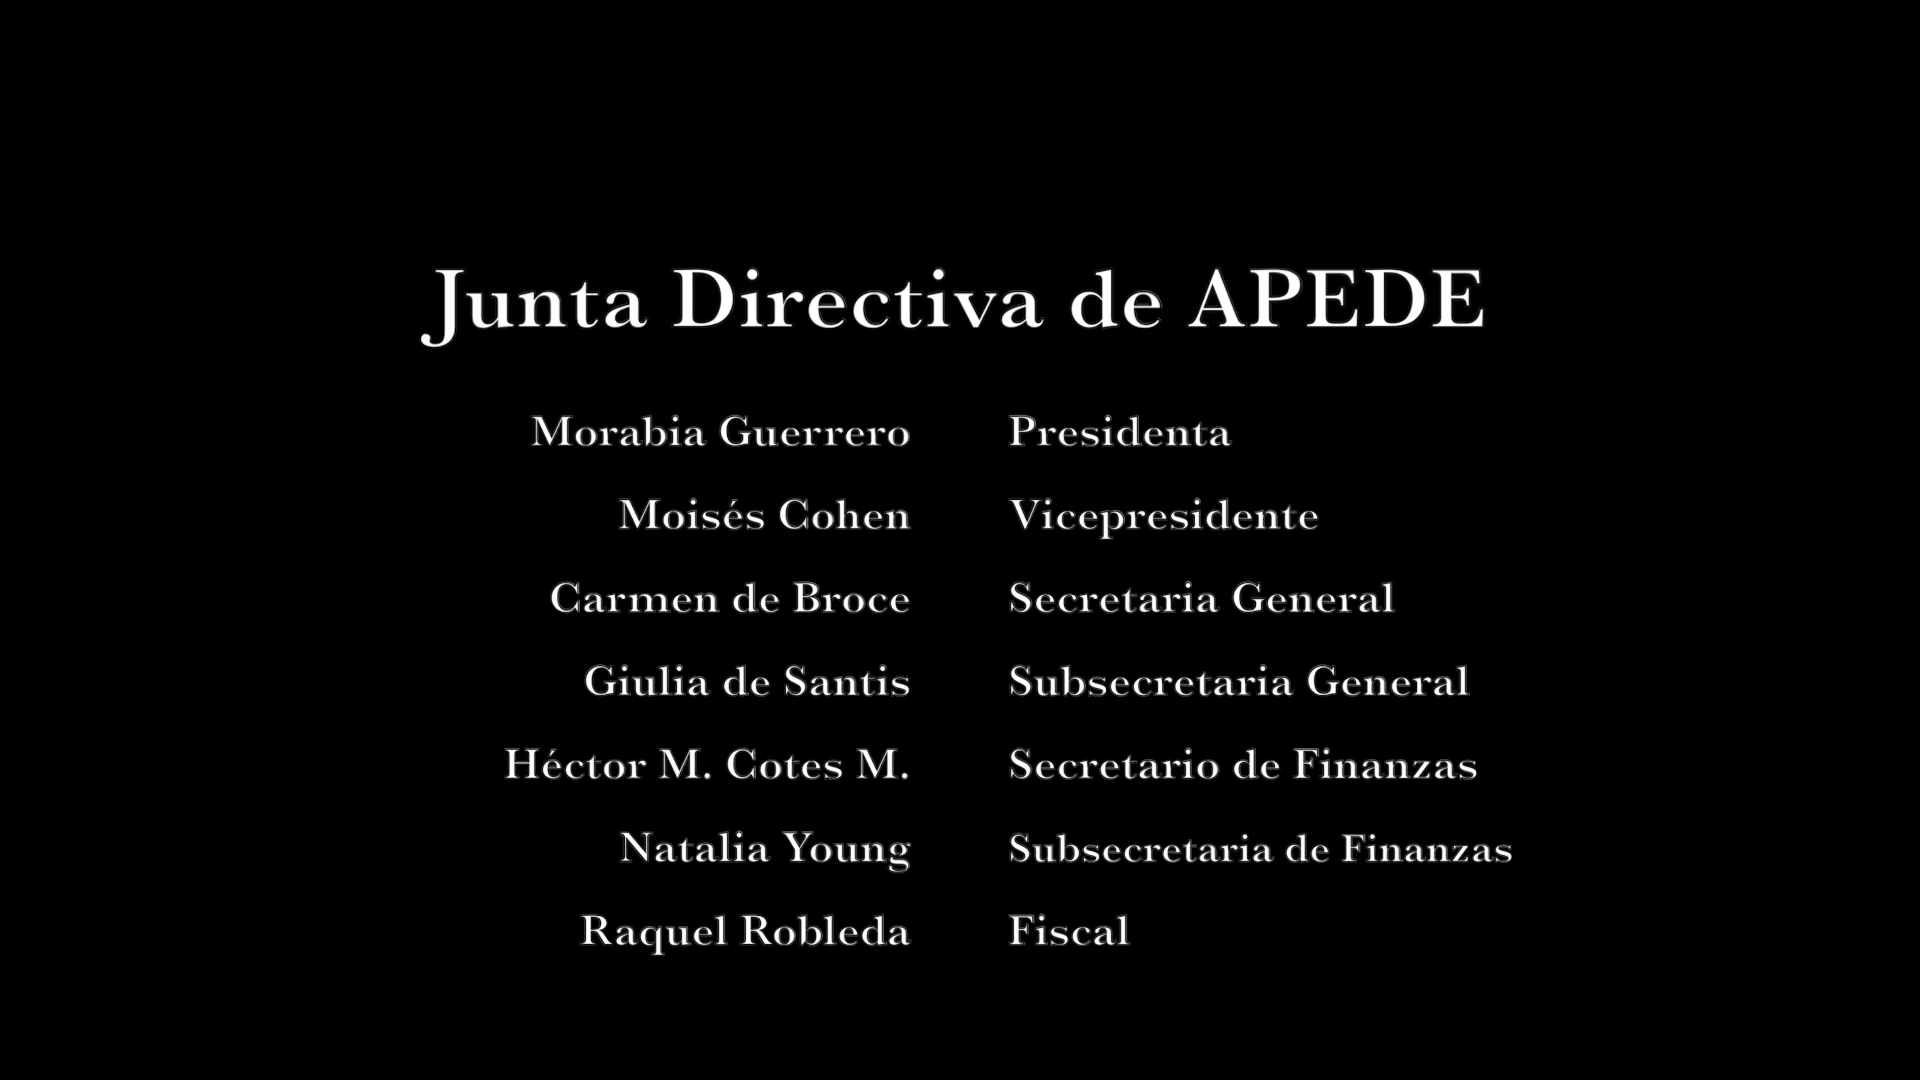 Junta Directiva de APEDE
Morabia Guerrero Presidenta
Moisés Cohen Vicepresidente
Carmen de Broce Secretaria General
Giulia de Santis Subsecretaria General
Héctor M. Cotes M. Secretario de Finanzas
Natalia Young Subsecretaria de Finanzas
Raquel Robleda Fiscal